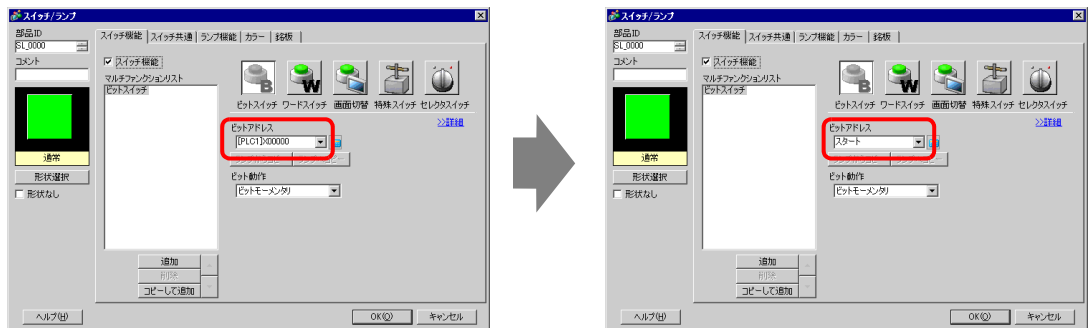 スイッチ/ランプ
部品ID
SL_0000
コメント
通常
形状選択
形状なし
スイッチ機能 スイッチ共通 ランプ機能 カラー 銘板
スイッチ機能
マルチファンクションリスト
ビットスイッチ
ビットスイッチ ワードスイッチ 画面切替 特殊スイッチ セレクタスイッチ
>>詳細
ビットアドレス
[PLC1]X00000
ビット動作
ビットモーメンタリ
追加
削除
コピーして追加
ヘルプ(H)
OK(O)
キャンセル
スイッチ/ランプ
部品ID
SL_0000
コメント
通常
形状選択
形状なし
スイッチ機能 スイッチ共通 ランプ機能 カラー 銘板
スイッチ機能
マルチファンクションリスト
ビットスイッチ
ビットスイッチ ワードスイッチ 画面切替 特殊スイッチ セレクタスイッチ
>>詳細
ビットアドレス
スタート
ビット動作
ビットモーメンタリ
追加
削除
コピーして追加
ヘルプ(H)
OK(O)
キャンセル